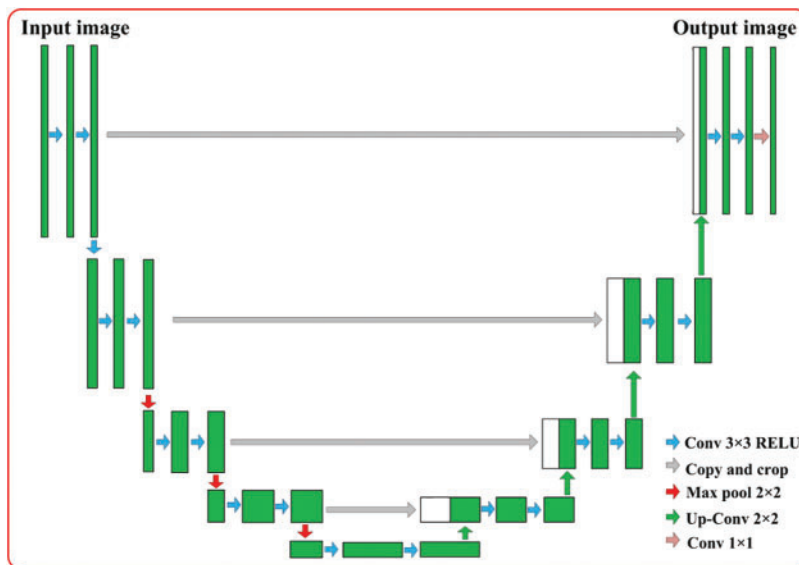 Input image
Output image
Conv 3×3 RELU
Copy and crop
Max pool 2×2
Up-Conv 2×2
Conv 1×1